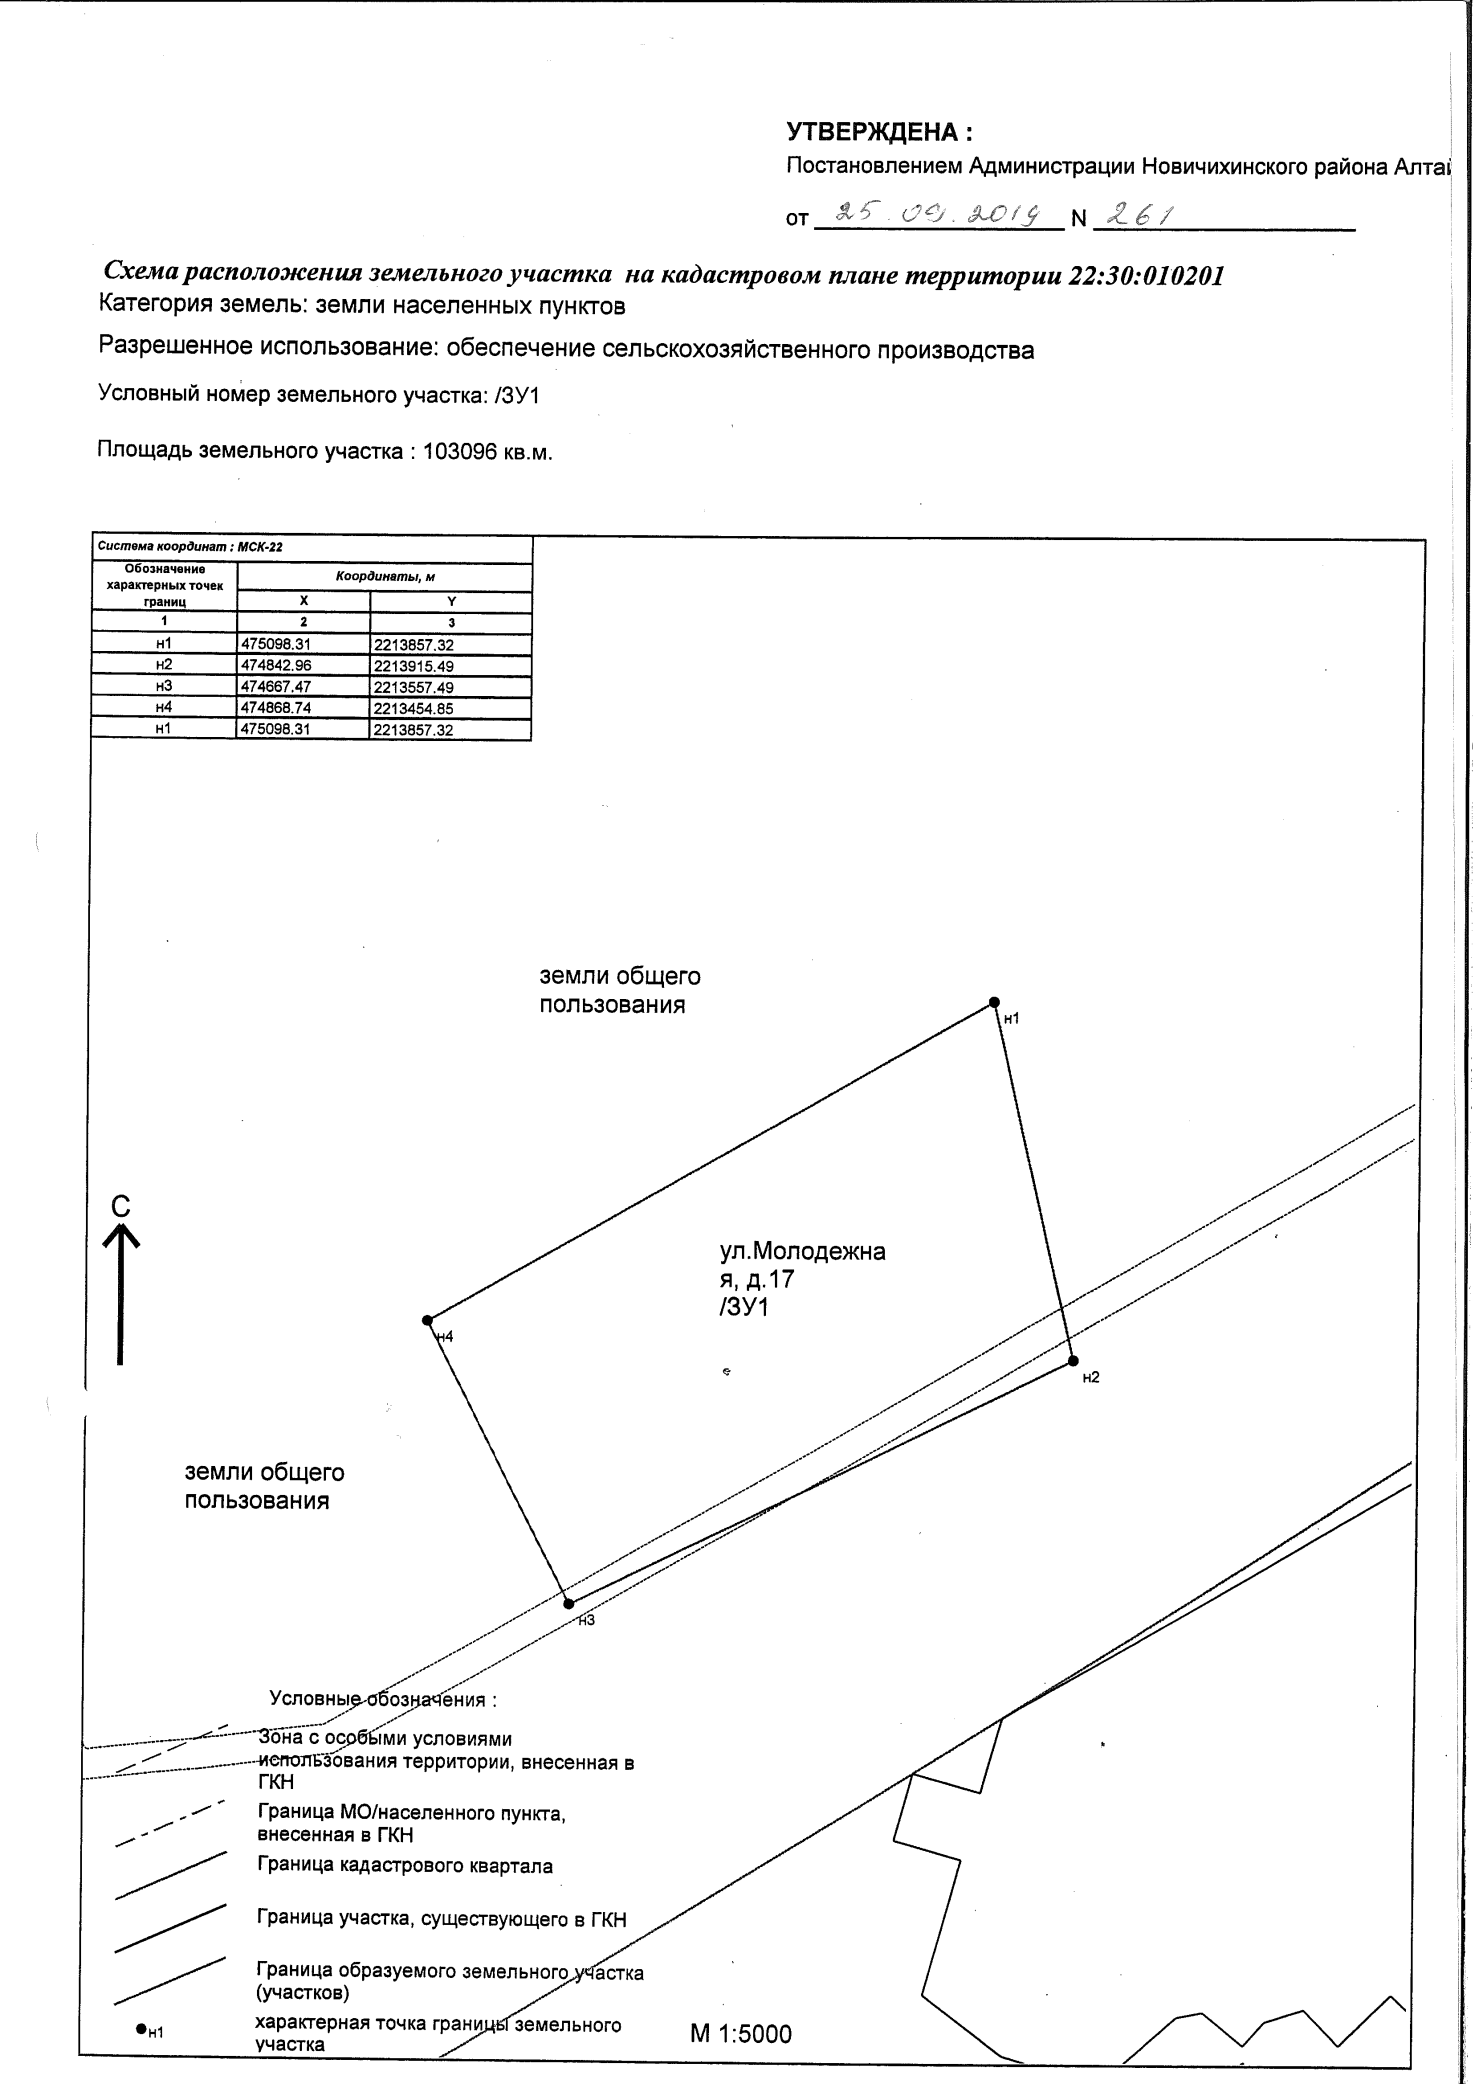 УТВЕРЖДЕНА :
Постановлением Администрации Новичихинского района Алтай
от 25.09.2019 N 261
Схема расположения земельного участка на кадастровом плане территории 22:30:010201
Категория земель: земли населенных пунктов
Разрешенное использование: обеспечение сельскохозяйственного производства
Условный номер земельного участка: /ЗУ1
Площадь земельного участка : 103096 кв.м.
Система координат : МСК-22
Обозначение
характерных точек
границ
Координаты, м
X Y
1 2 3
н1 475098.31 2213857.32
н2 474842.96 2213915.49
н3 474667.47 2213557.49
н4 474868.74 2213454.85
н1 475098.31 2213857.32
земли общего
пользования
н1
С
ул.Молодежна
я, д.17
/ЗУ1
н4
н2
земли общего
пользования
н3
Условные обозначения :
Зона с особыми условиями
использования территории, внесенная в
ГКН
Граница МО/населенного пункта,
внесенная в ГКН
Граница кадастрового квартала
Граница участка, существующего в ГКН
Граница образуемого земельного участка
(участков)
н1
характерная точка границы земельного
участка
М 1:5000